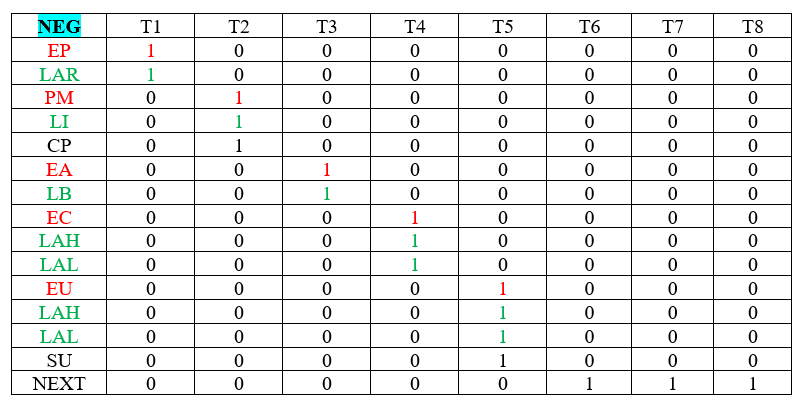 NEG T1 T2 T3 T4 T5 T6 T7 T8
EP 1 0 0 0 0 0 0 0
LAR 1 0 0 0 0 0 0 0
PM 0 1 0 0 0 0 0 0
LI 0 1 0 0 0 0 0 0
CP 0 1 0 0 0 0 0 0
EA 0 0 1 0 0 0 0 0
LB 0 0 1 0 0 0 0 0
EC 0 0 0 1 0 0 0 0
LAH 0 0 0 1 0 0 0 0
LAL 0 0 0 1 0 0 0 0
EU 0 0 0 0 1 0 0 0
LAH 0 0 0 0 1 0 0 0
LAL 0 0 0 0 1 0 0 0
SU 0 0 0 0 1 0 0 0
NEXT 0 0 0 0 0 1 1 1